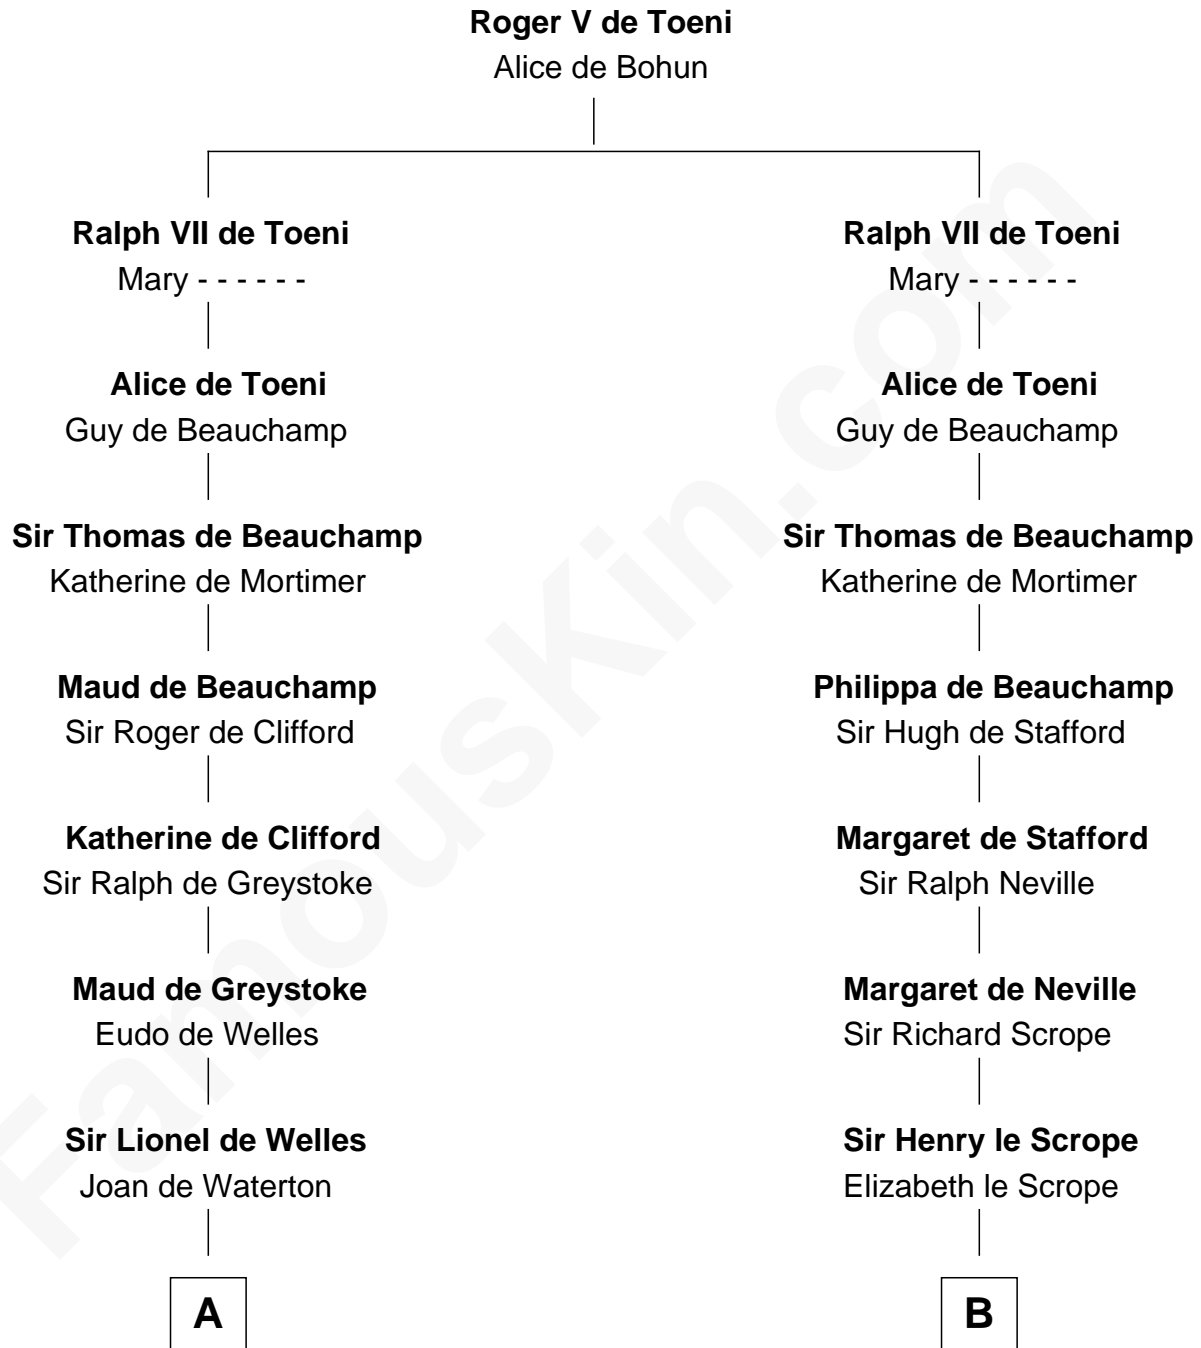 Roger V de Toeni
Alice de Bohun
Ralph VII de Toeni
Mary - - - - - -
Ralph VII de Toeni
Mary - - - - - -
Alice de Toeni
Guy de Beauchamp
Alice de Toeni
Guy de Beauchamp
Sir Thomas de Beauchamp
Katherine de Mortimer
Sir Thomas de Beauchamp
Katherine de Mortimer
Maud de Beauchamp
Sir Roger de Clifford
Philippa de Beauchamp
Sir Hugh de Stafford
Katherine de Clifford
Sir Ralph de Greystoke
Margaret de Stafford
Sir Ralph Neville
Maud de Greystoke
Eudo de Welles
Margaret de Neville
Sir Richard Scrope
Sir Lionel de Welles
Joan de Waterton
Sir Henry le Scrope
Elizabeth le Scrope
A
B
FamousKin.com